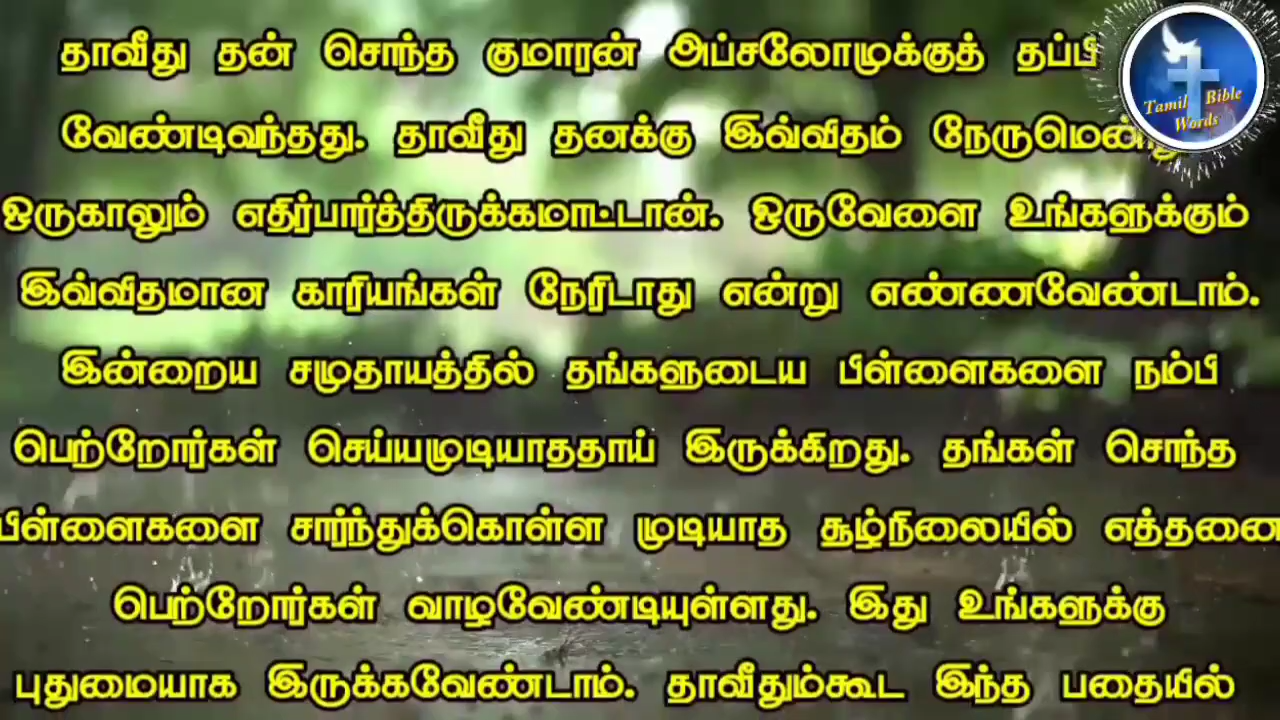 தாவீது தன் சொந்த குமாரன் அப்சலோமுக்குத் தப்பி
வேண்டிவந்தது. தாவீது தனக்கு இவ்விதம்
ஒருகாலும் எதிர்பார்த்திருக்கமாட்டான். ஒருவேளை உங்களுக்கும்
இவ்விதமான காரியங்கள் நேரிடாது என்று எண்ணவேண்டாம்.
இன்றைய சமுதாயத்தில் தங்களுடைய பிள்ளைகளை நம்பி
பெற்றோர்கள் செய்யமுடியாததாய் இருக்கிறது. தங்கள் சொந்த
பிள்ளைகளை சார்ந்துக்கொள்ள முடியாத சூழ்நிலையில் எத்தனை
பெற்றோர்கள் வாழவேண்டியுள்ளது. இது உங்களுக்கு
புதுமையாக இருக்கவேண்டாம். தாவீதும்கூட இந்த பதையில்
Tamil Bible
Words